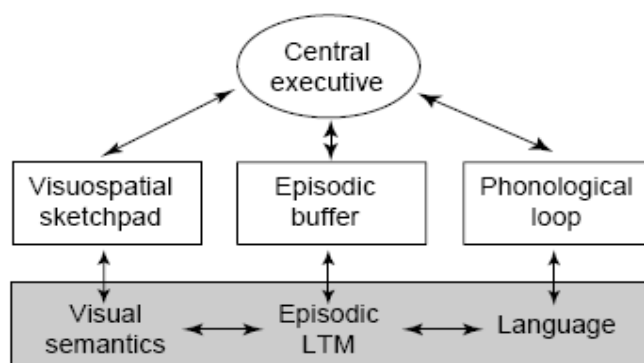 Central
executive
Visuospatial
sketchpad
Episodic
buffer
Phonological
loop
Visual
semantics
Episodic
LTM
Language